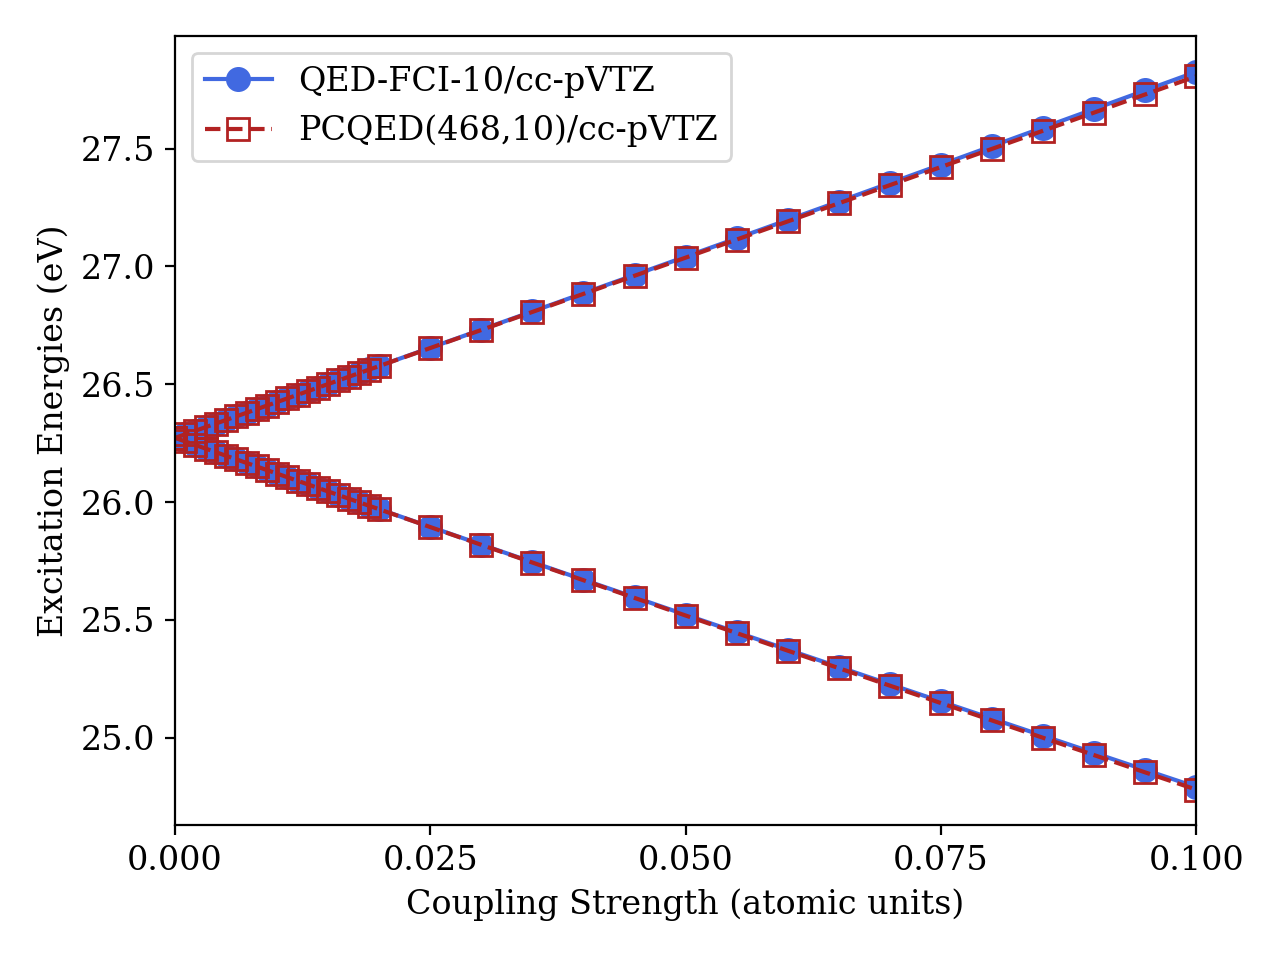 QED-FCI-10/cc-pVTZ
PCQED(468,10)/cc-pVTZ
27.5
27.0
26.5
26.0
25.5
25.0
Excitation Energies (eV)
0.000 0.025 0.050 0.075 0.100
Coupling Strength (atomic units)